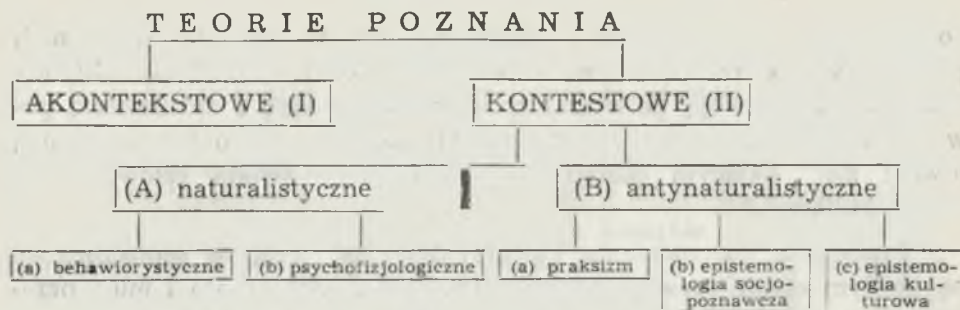 TEORIE POZNANIA
AKONTEKSTOWE (I)
KONTESTOWE (II)
(A) naturalistyczne
(B) antynaturalistyczne
(a) behawiorystyczne
(b) psychofizjologiczne
(a) praksizm
(b) epistemo-
logia socjo-
poznawcza
(c) epistemo-
logia kul-
turowa